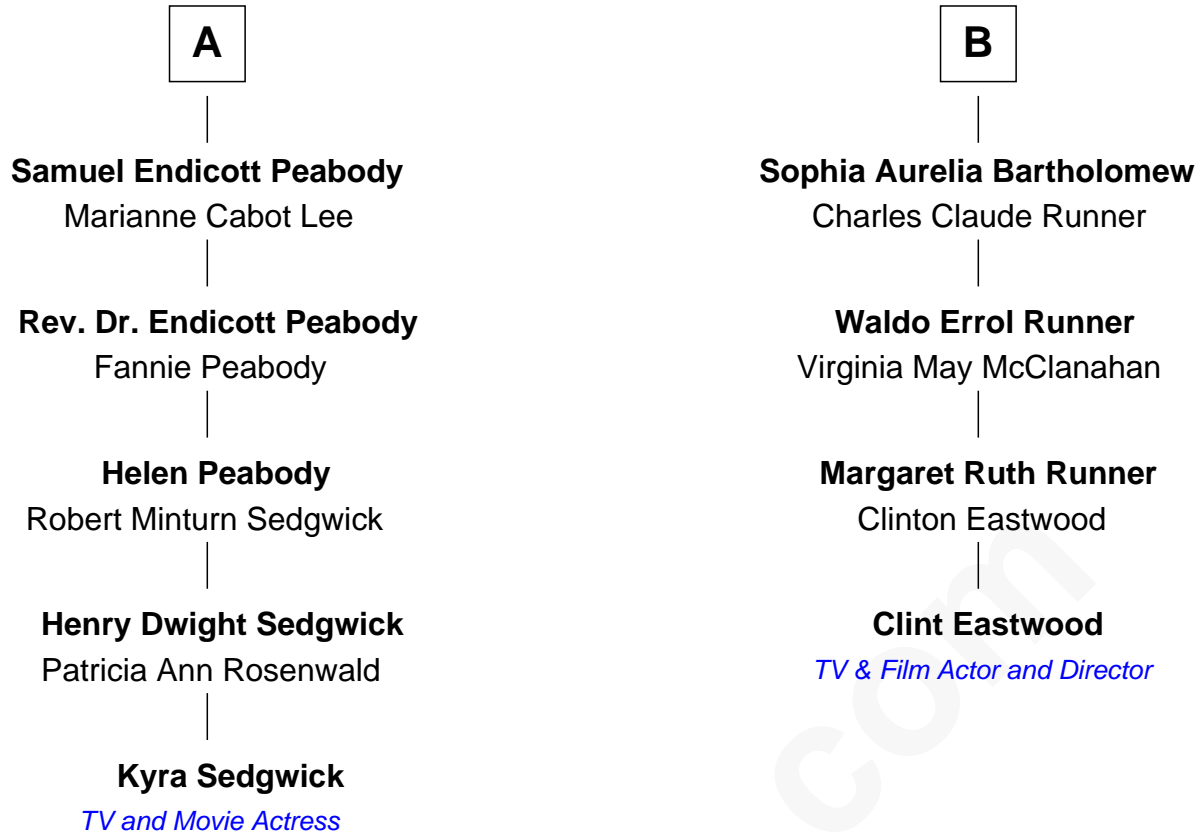 A
Samuel Endicott Peabody
Marianne Cabot Lee
Rev. Dr. Endicott Peabody
Fannie Peabody
Helen Peabody
Robert Minturn Sedgwick
Henry Dwight Sedgwick
Patricia Ann Rosenwald
Kyra Sedgwick
TV and Movie Actress
B
Sophia Aurelia Bartholomew
Charles Claude Runner
Waldo Errol Runner
Virginia May McClanahan
Margaret Ruth Runner
Clinton Eastwood
Clint Eastwood
TV & Film Actor and Director
com